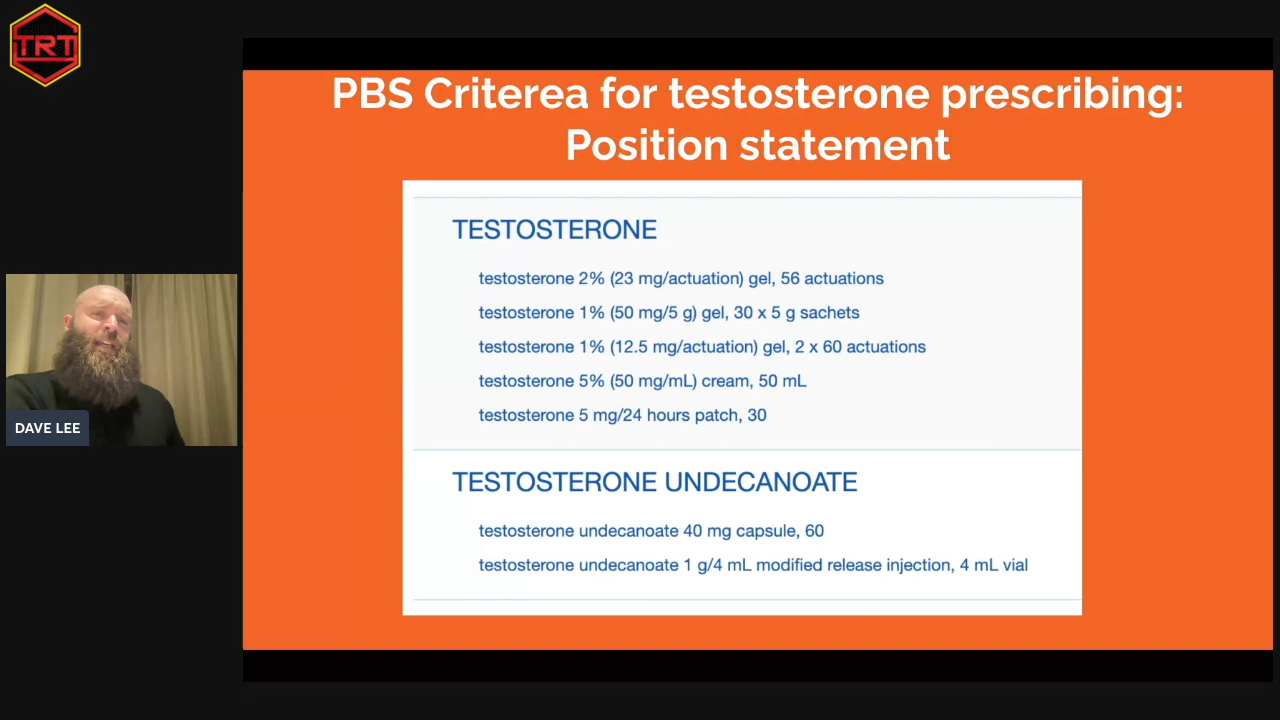 TRT
PBS Criterea for testosterone prescribing:
Position statement
TESTOSTERONE
testosterone 2% (23 mg/actuation) gel, 56 actuations
testosterone 1% (50 mg/5 g) gel, 30 x 5 g sachets
testosterone 1% (12.5 mg/actuation) gel, 2 x 60 actuations
testosterone 5% (50 mg/mL) cream, 50 mL
testosterone 5 mg/24 hours patch, 30
TESTOSTERONE UNDECANOATE
testosterone undecanoate 40 mg capsule, 60
testosterone undecanoate 1 g/4 mL modified release injection, 4 mL vial
DAVE LEE